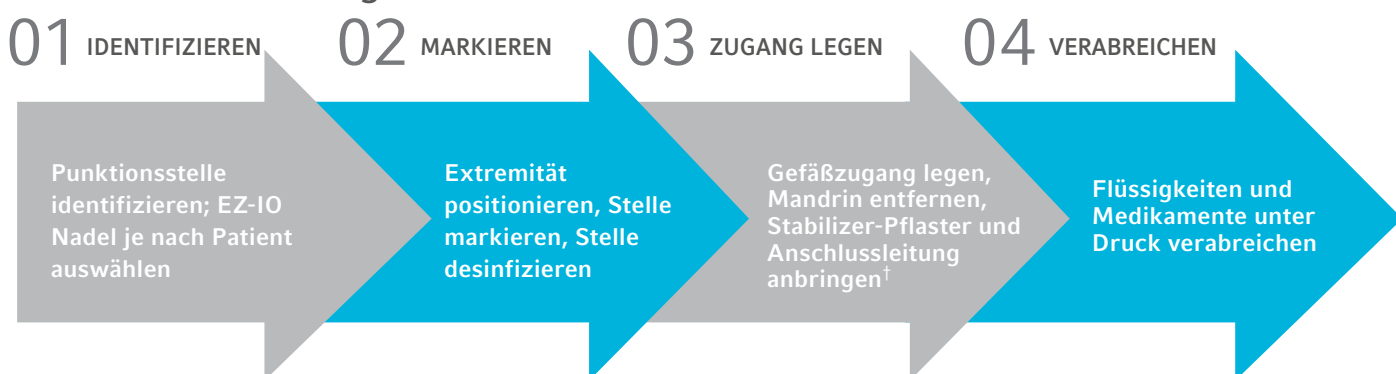 01 IDENTIFIZIEREN
02 MARKIEREN
03 ZUGANG LEGEN
04 VERABREICHEN
Punktionsstelle
identifizieren; EZ-IO
Nadel je nach Patient
auswählen
Extremität
positionieren, Stelle
markieren, Stelle
desinfizieren
Gefäßzugang legen,
Mandrin entfernen,
Stabilizer-Pflaster und
Anschlussleitung
anbringen†
Flüssigkeiten und
Medikamente unter
Druck verabreichen